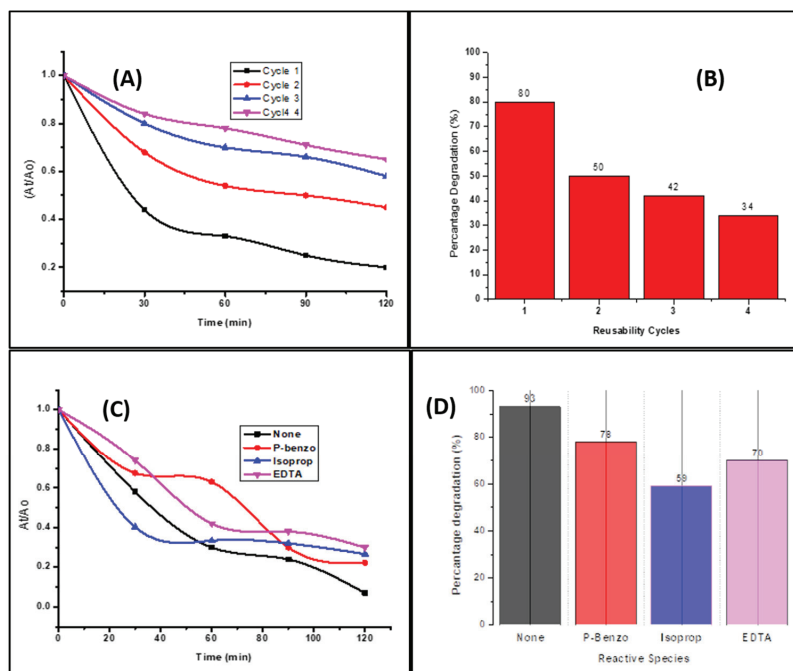 (A)
Cycle 1
Cycle 2
Cycle 3
Cycl4 4
(At/Ao)
1.0
0.8
0.6
0.4
0.2
0 30 60 90 120
Time (min)
(B)
Percantage Degradation (%)
100
90
80
70
60
50
40
30
20
10
0
80
50
42
34
1 2 3 4
Reusability Cycles
(C)
None
P-benzo
Isoprop
EDTA
At/Ao
1.0
0.8
0.6
0.4
0.2
0.0
0 20 40 60 80 100 120
Time (min)
(D)
Percantage degradation (%)
100
80
60
40
20
0
93
78
59
70
None P-Benzo Isoprop EDTA
Reactive Species